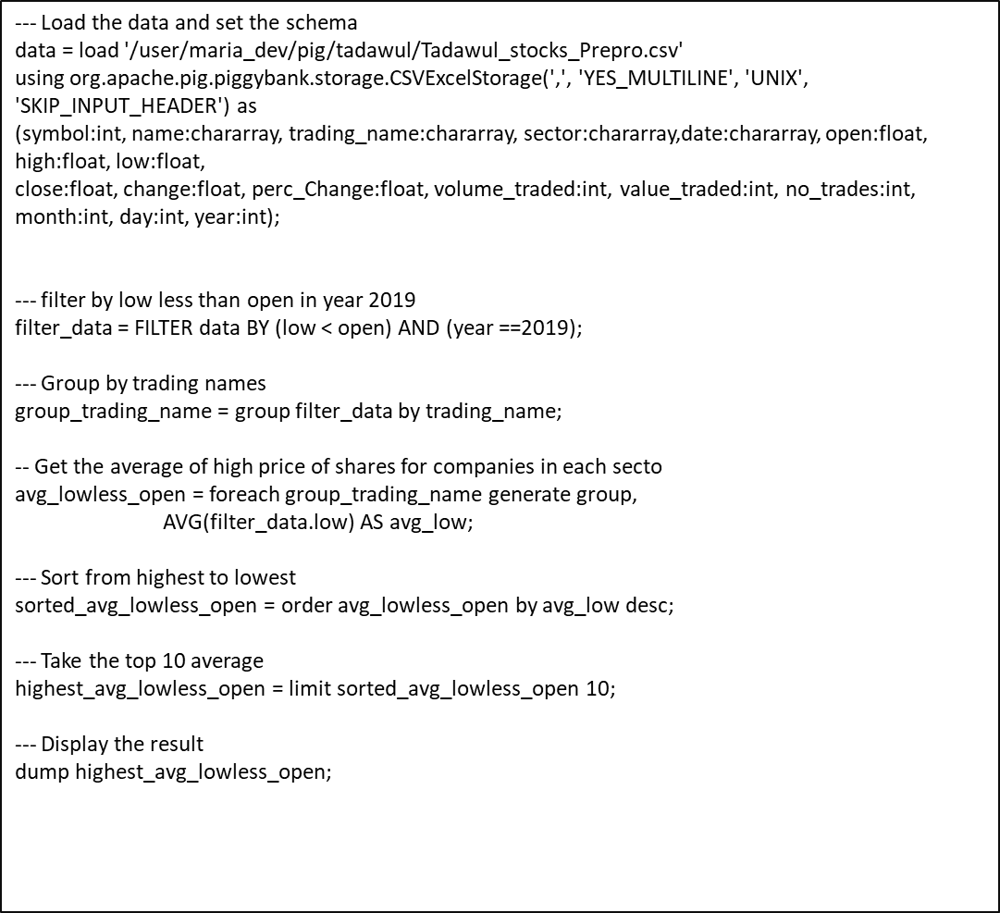 --- Load the data and set the schema
data = load '/user/maria_dev/pig/tadawul/Tadawul_stocks_Prepro.csv'
using org.apache.pig.piggybank.storage.CSVExcelStorage(',', 'YES_MULTILINE', 'UNIX',
'SKIP_INPUT_HEADER') as
(symbol:int, name:chararray, trading_name:chararray, sector:chararray,date:chararray, open:float,
high:float, low:float,
close:float, change:float, perc_Change:float, volume_traded:int, value_traded:int, no_trades:int,
month:int, day:int, year:int);
--- filter by low less than open in year 2019
filter_data = FILTER data BY (low < open) AND (year ==2019);
--- Group by trading names
group_trading_name = group filter_data by trading_name;
-- Get the average of high price of shares for companies in each secto
avg_lowless_open = foreach group_trading_name generate group,
AVG(filter_data.low) AS avg_low;
--- Sort from highest to lowest
sorted_avg_lowless_open = order avg_lowless_open by avg_low desc;
--- Take the top 10 average
highest_avg_lowless_open = limit sorted_avg_lowless_open 10;
--- Display the result
dump highest_avg_lowless_open;